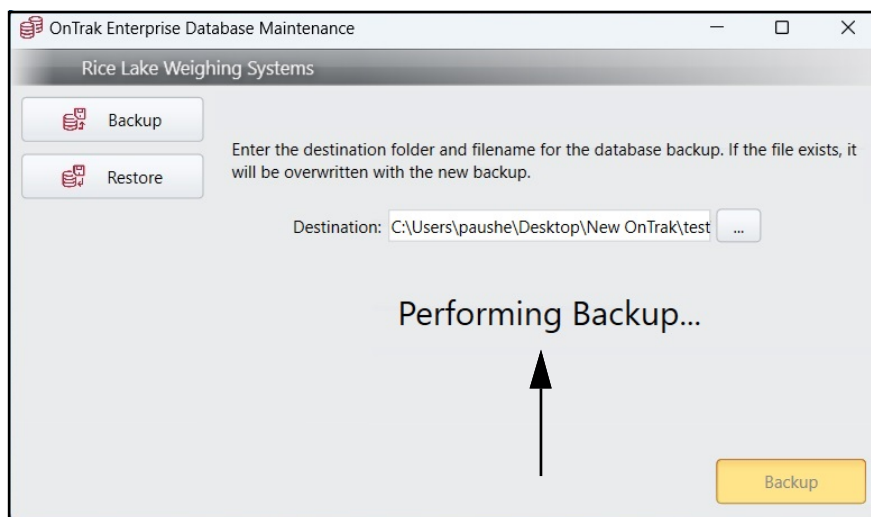 OnTrak Enterprise Database Maintenance
Rice Lake Weighing Systems
Backup
Restore
Enter the destination folder and filename for the database backup. If the file exists, it
will be overwritten with the new backup.
Destination: C:\Users\paushe\Desktop\New OnTrak\test ...
Performing Backup...
Backup